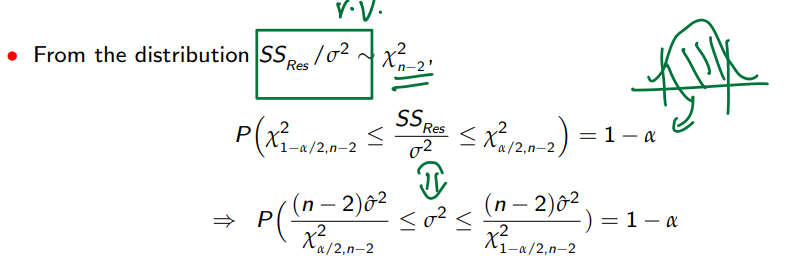 r.v.
• From the distribution SS_Res/σ² ~ χ²_{n−2},
P(χ²_{1−α/2,n−2} ≤ SS_Res/σ² ≤ χ²_{α/2,n−2}) = 1 − α
⇒ P((n − 2)σ̂²/χ²_{α/2,n−2} ≤ σ² ≤ (n − 2)σ̂²/χ²_{1−α/2,n−2}) = 1 − α